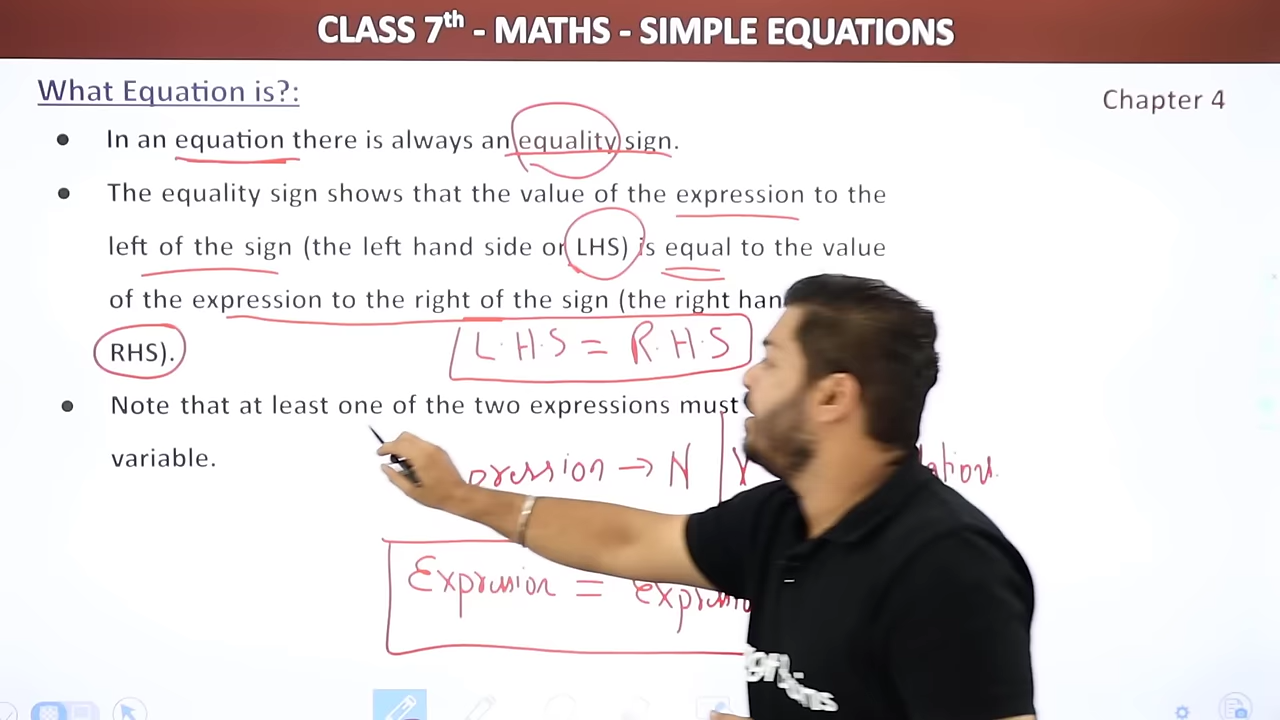 CLASS 7th - MATHS - SIMPLE EQUATIONS
What Equation is?:
Chapter 4
In an equation there is always an equality sign.
The equality sign shows that the value of the expression to the
left of the sign (the left hand side or LHS) is equal to the value
of the expression to the right of the sign (the right han
RHS).
L.H.S = R.H.S
Note that at least one of the two expressions must
variable.
pression → N
Expression =